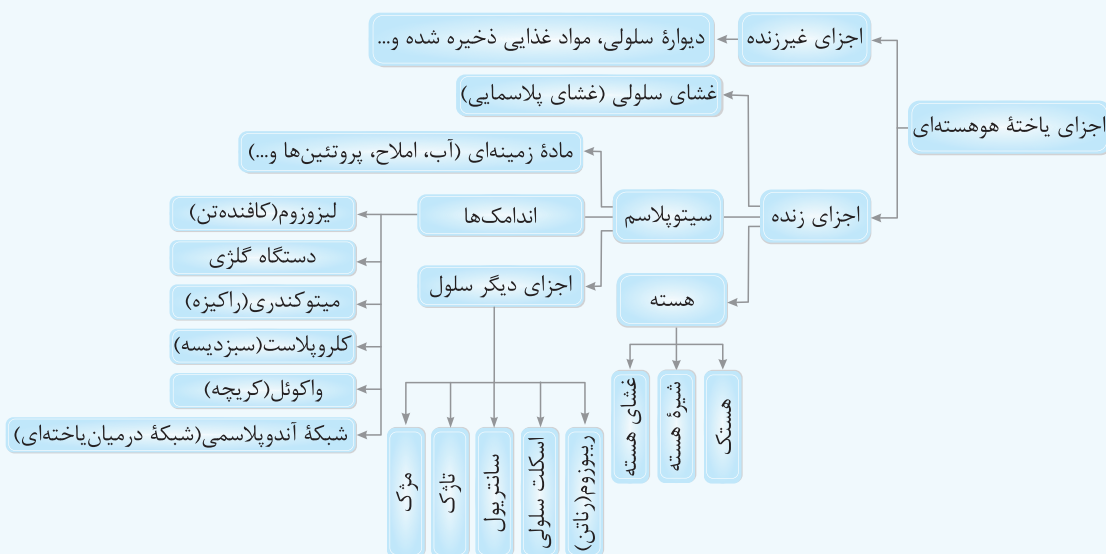 اجزای یاختهٔ هوهسته‌ای
اجزای غیرزنده
دیوارهٔ سلولی، مواد غذایی ذخیره شده و...
اجزای زنده
غشای سلولی (غشای پلاسمایی)
سیتوپلاسم
مادهٔ زمینه‌ای (آب، املاح، پروتئین‌ها و...)
اندامک‌ها
لیزوزوم(کافنده‌تن)
دستگاه گلژی
میتوکندری(راکیزه)
کلروپلاست(سبزدیسه)
واکوئل(کریچه)
شبکهٔ آندوپلاسمی(شبکهٔ درمیان‌یاخته‌ای)
اجزای دیگر سلول
ریبوزوم(رناتن)
اسکلت سلولی
سانتریول
تاژک
مژک
هسته
هستک
شیرهٔ هسته
غشای هسته